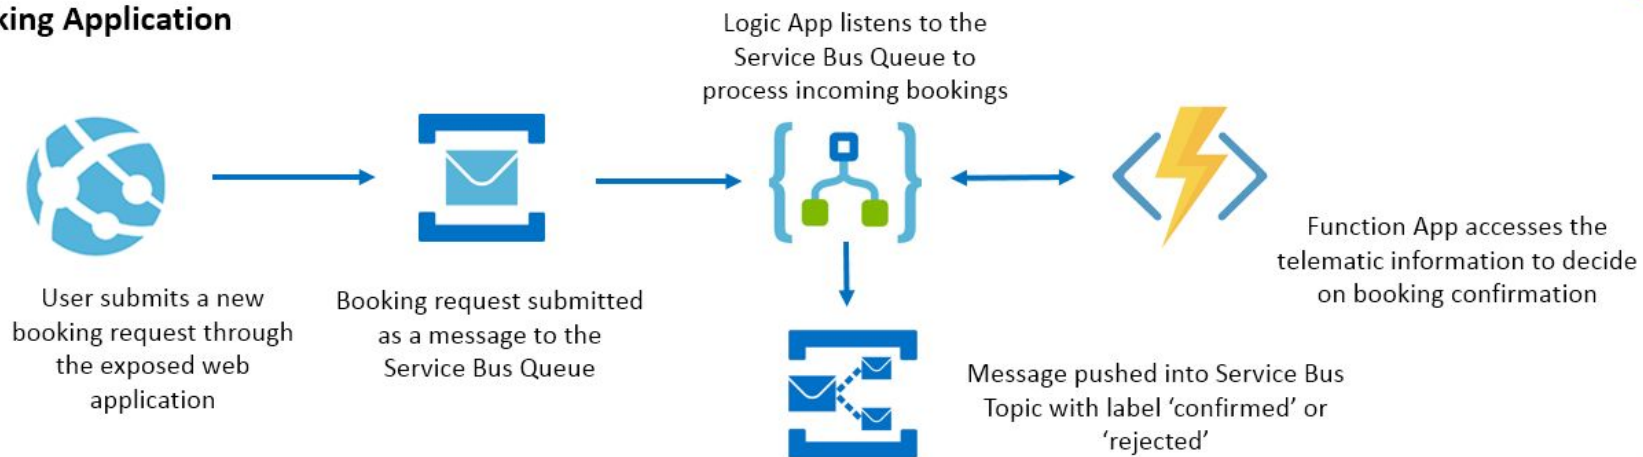 king Application
Logic App listens to the
Service Bus Queue to
process incoming bookings
User submits a new
booking request through
the exposed web
application
Booking request submitted
as a message to the
Service Bus Queue
Function App accesses the
telematic information to decide
on booking confirmation
Message pushed into Service Bus
Topic with label ‘confirmed’ or
‘rejected’